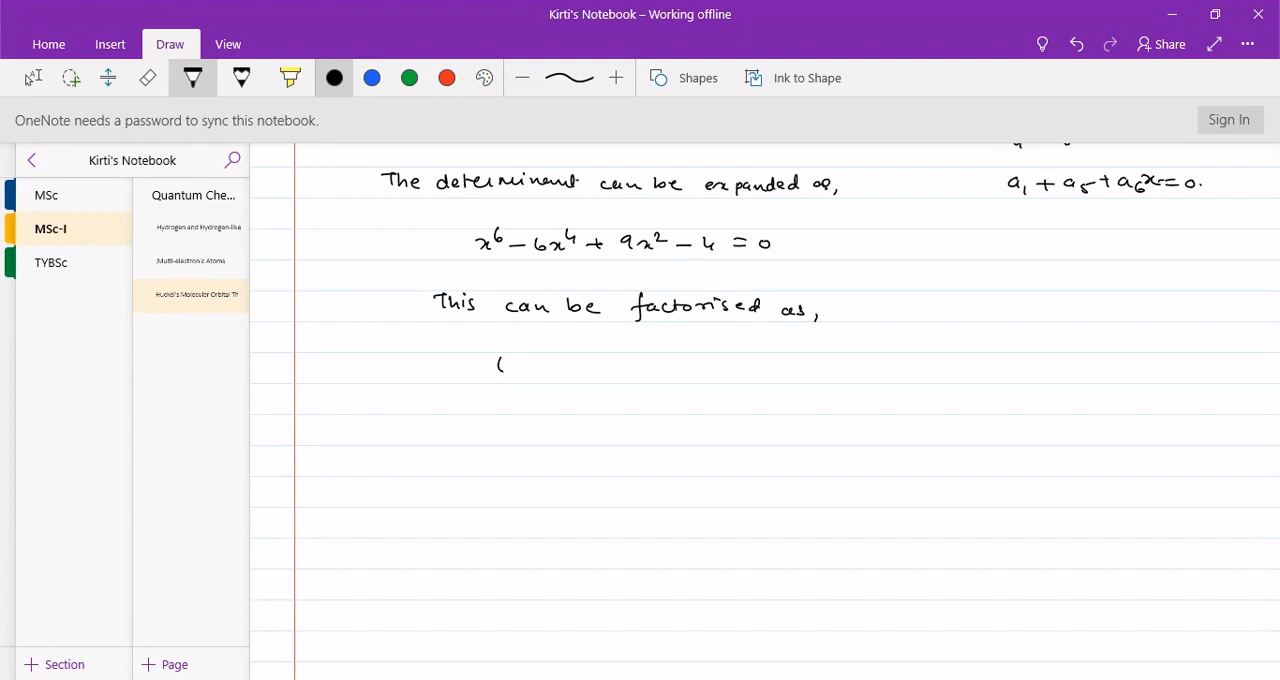 Kirti's Notebook – Working offline
Home Insert Draw View Share
Shapes Ink to Shape
OneNote needs a password to sync this notebook. Sign In
Kirti's Notebook
MSc
MSc-I
TYBSc
Quantum Che...
Hydrogen and Hydrogen-like
Multi-electronic Atoms
Huckel's Molecular Orbital Th
The determinant can be expanded as,
a₁ + a₅ + a₆x = 0.
x⁶ – 6x⁴ + 9x² – 4 = 0
This can be factorised as,
(
Section Page